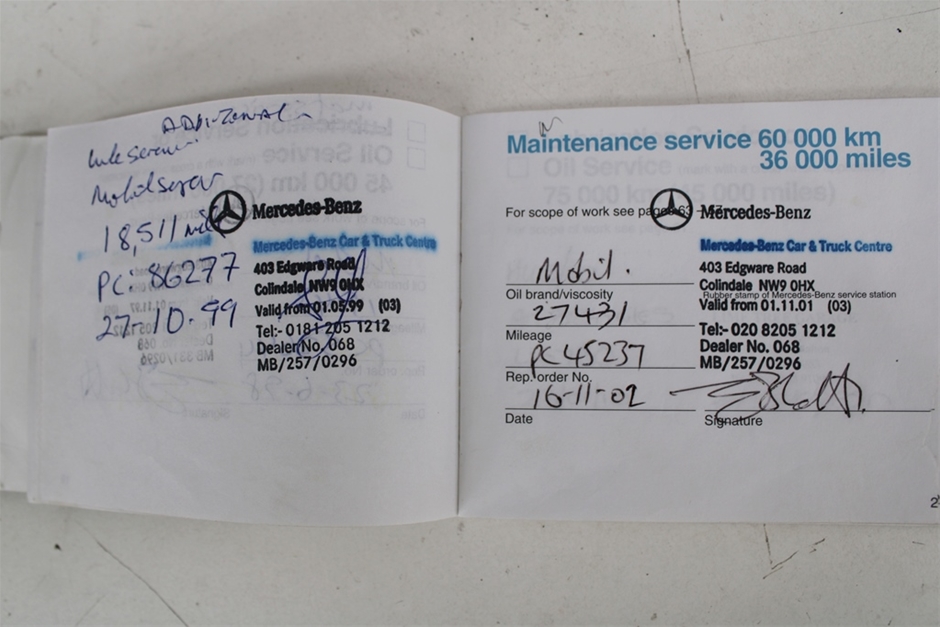 ADDITIONAL
Lube Service
Mobil Super
18,511 miles
PC: 86277
27-10-99
Mercedes-Benz
Mercedes-Benz Car & Truck Centre
403 Edgware Road
Colindale NW9 0HX
Valid from 01.05.99 (03)
Tel:- 0181 205 1212
Dealer No. 068
MB/257/0296
Maintenance service 60 000 km
36 000 miles
For scope of work see pages 63 -
Mercedes-Benz
Mercedes-Benz Car & Truck Centre
403 Edgware Road
Colindale NW9 0HX
Rubber stamp of Mercedes-Benz service station
Valid from 01.11.01 (03)
Tel:- 020 8205 1212
Dealer No. 068
MB/257/0296
Mobil.
Oil brand/viscosity
27431
Mileage
PC 45237
Rep. order No.
16-11-02
Date
Signature